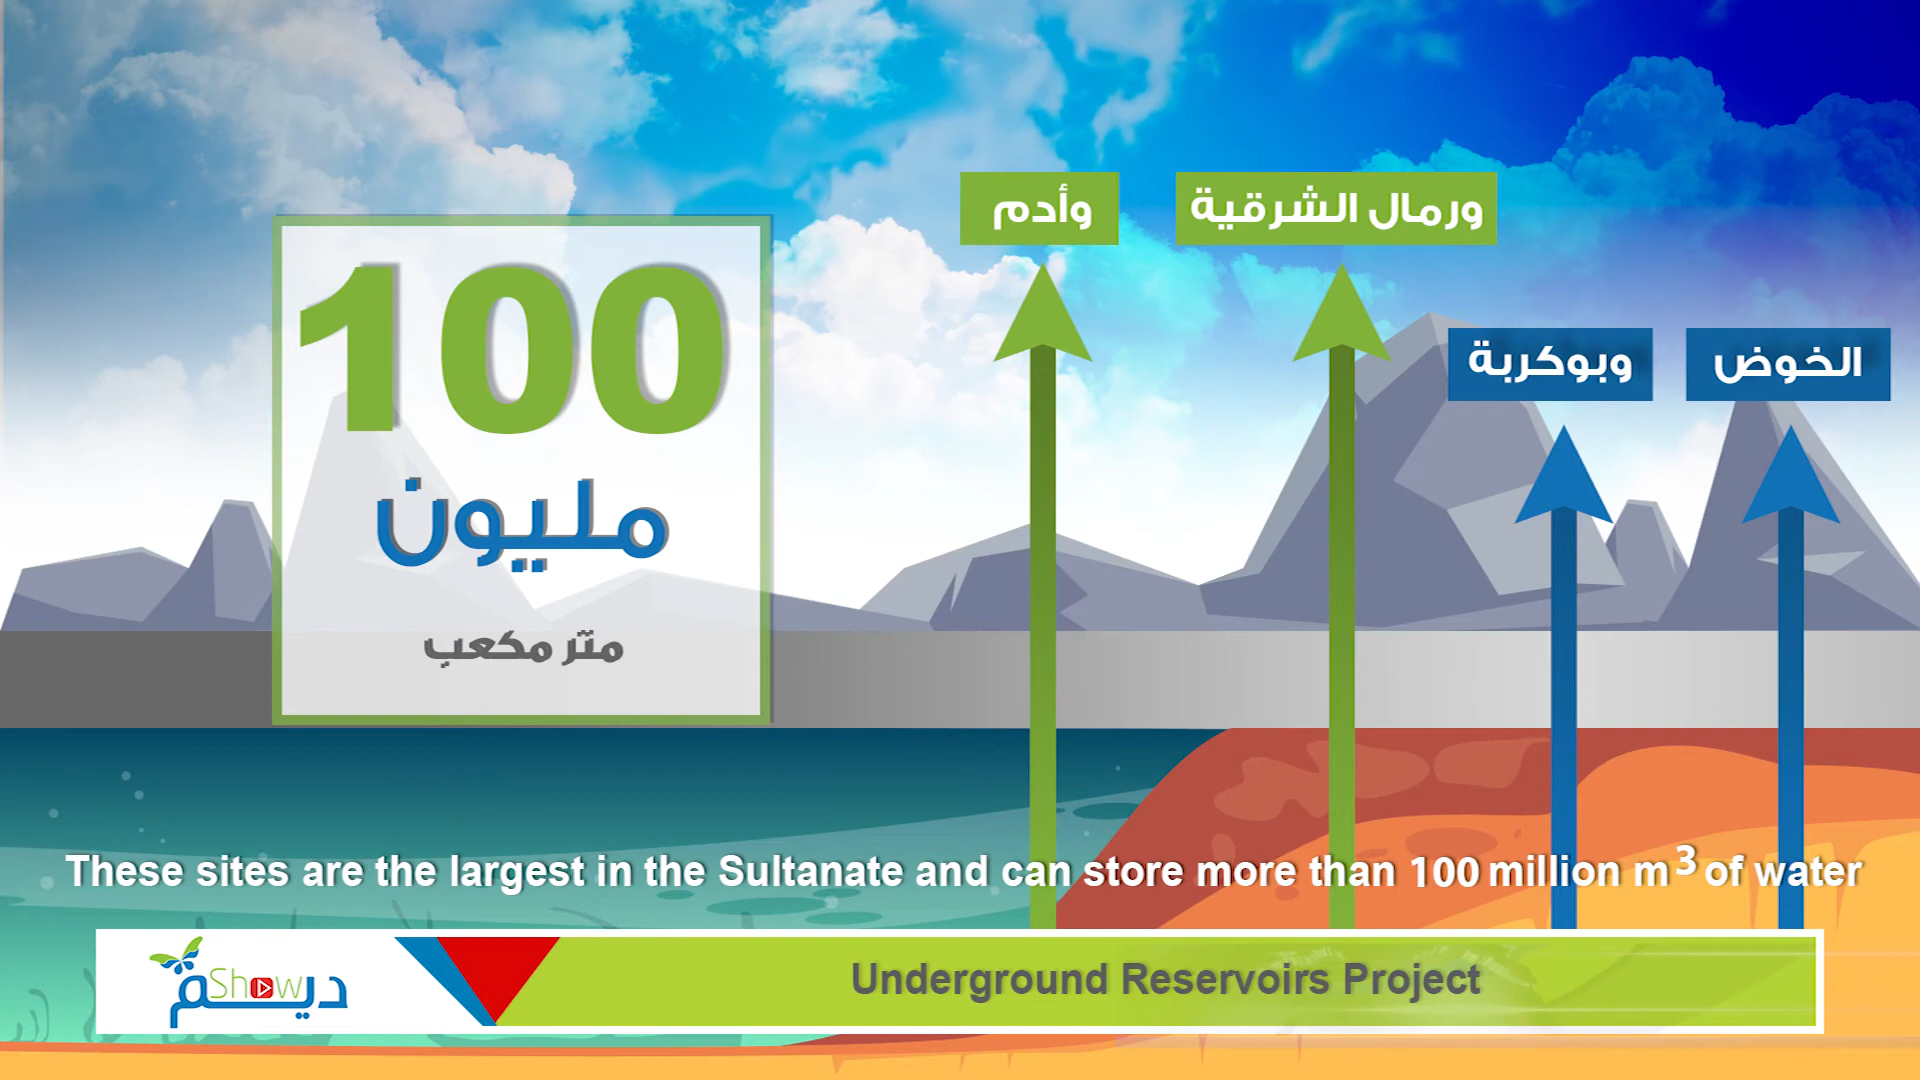 وأدم
ورمال الشرقية
100
مليون
متر مكعب
وبوكربة
الخوض
These sites are the largest in the Sultanate and can store more than 100 million m³ of water
ديم Show
Underground Reservoirs Project